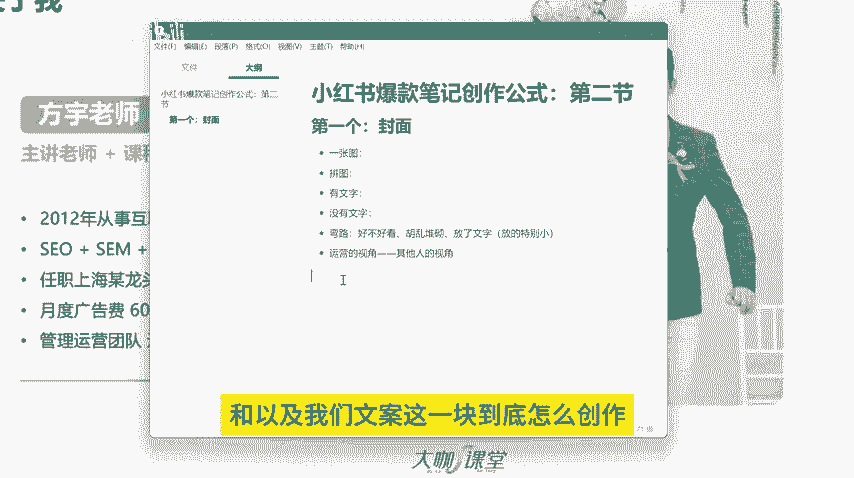 关于我
Bili
文件(F) 编辑(E) 段落(P) 格式(O) 视图(V) 主题(T) 帮助(H)
文件 大纲
小红书爆款笔记创作公式：第二
节
第一个：封面
小红书爆款笔记创作公式：第二节
第一个：封面
一张图：
拼图：
有文字：
没有文字：
弯路：好不好看、胡乱堆砌、放了文字（放的特别小）
运营的视角——其他人的视角
方宇老师
主讲老师 + 课程
2012年从事互
SEO + SEM +
任职上海某龙头
月度广告费 60
管理运营团队
和以及我们文案这一块到底怎么创作
大咖课堂